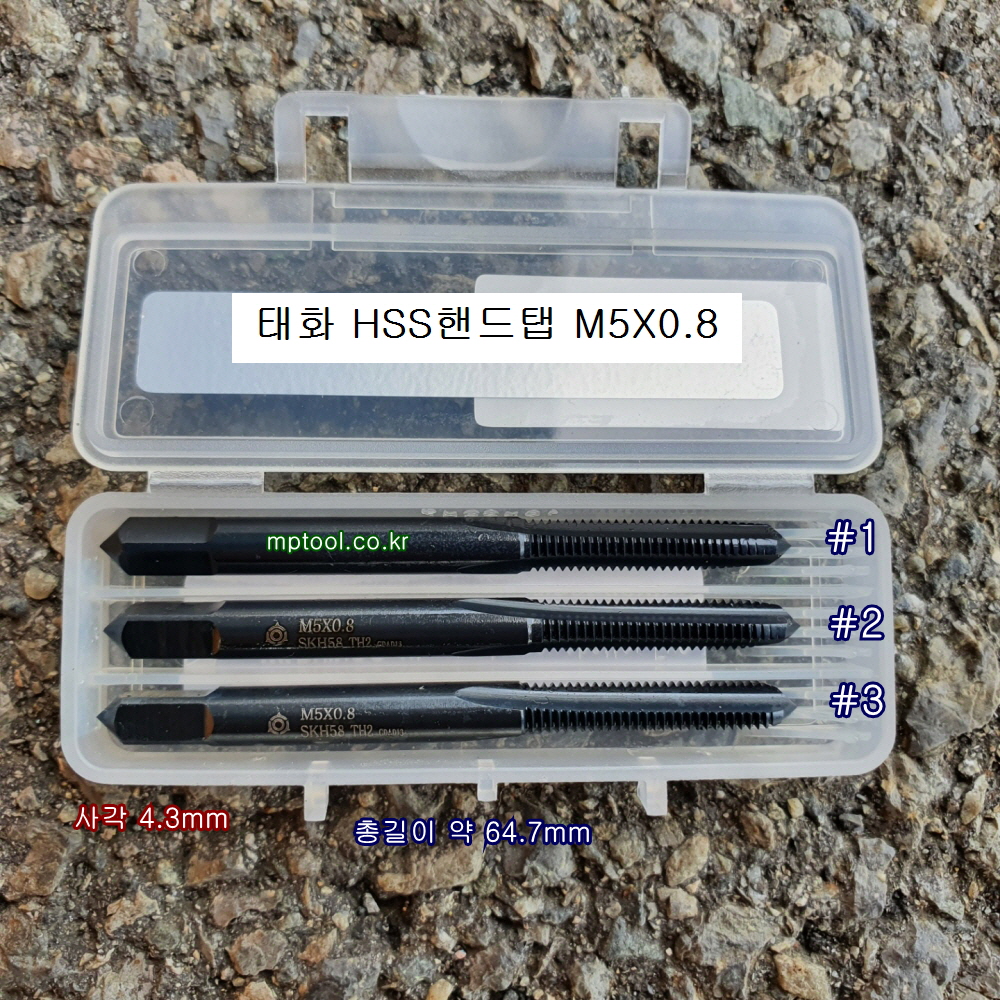 태화 HSS핸드탭 M5X0.8
mptool.co.kr
#1
M5X0.8
SKH58 TH2
#2
M5X0.8
SKH58 TH2
#3
사각 4.3mm
총길이 약 64.7mm